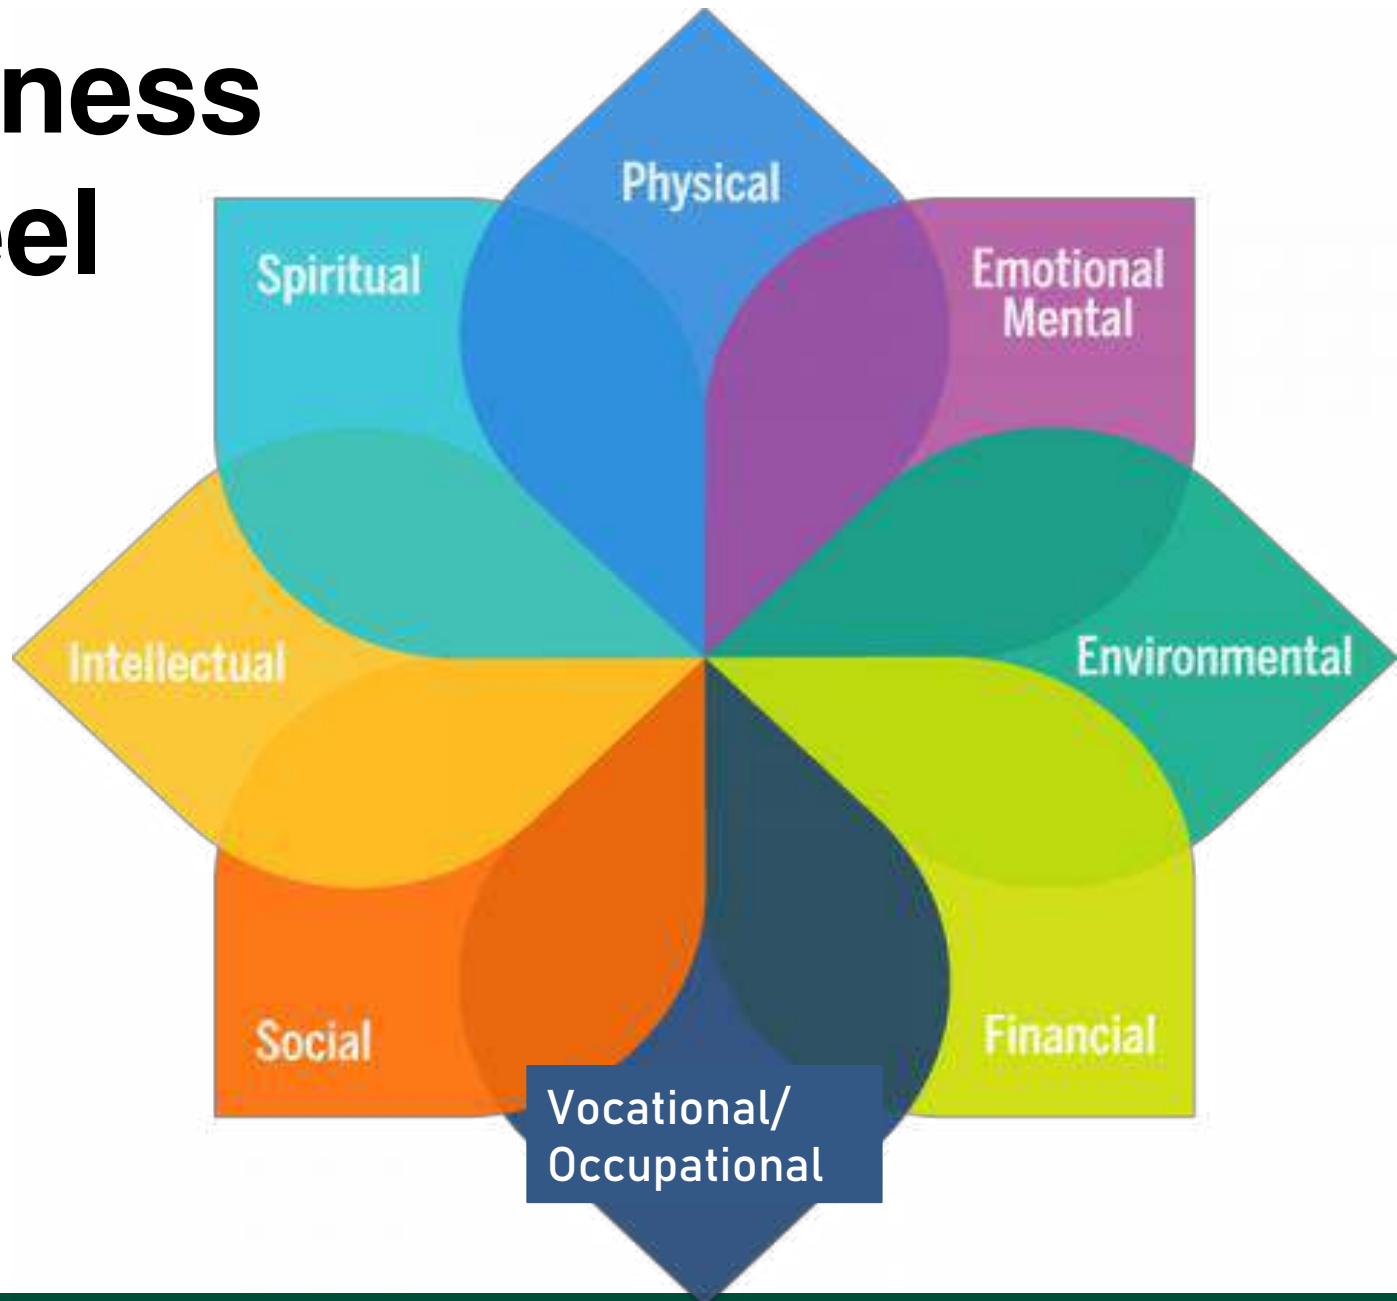 ness
eel
Physical
Spiritual
Emotional
Mental
Intellectual
Environmental
Social
Financial
Vocational/
Occupational